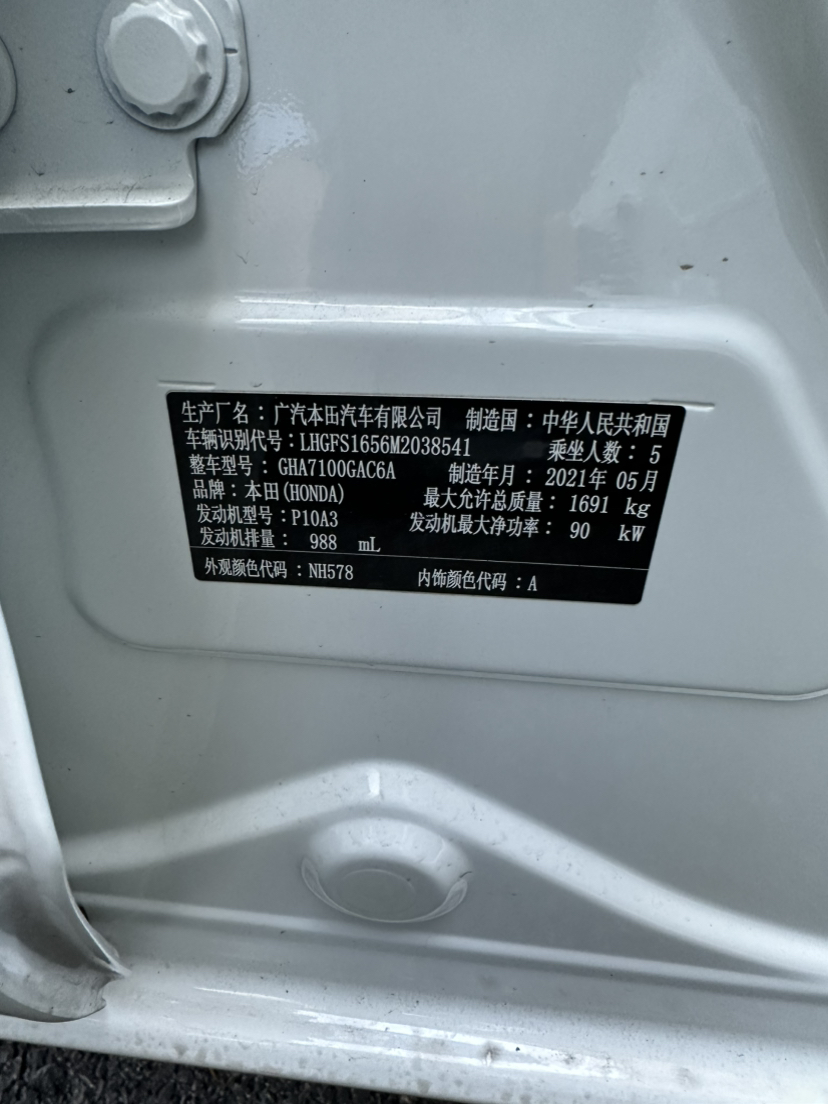 生产厂名：广汽本田汽车有限公司 制造国：中华人民共和国
车辆识别代号：LHGFS1656M2038541 乘坐人数：5
整车型号：GHA7100GAC6A 制造年月：2021年 05月
品牌：本田(HONDA) 最大允许总质量：1691 kg
发动机型号：P10A3 发动机最大净功率：90 kW
发动机排量：988 mL
外观颜色代码：NH578 内饰颜色代码：A